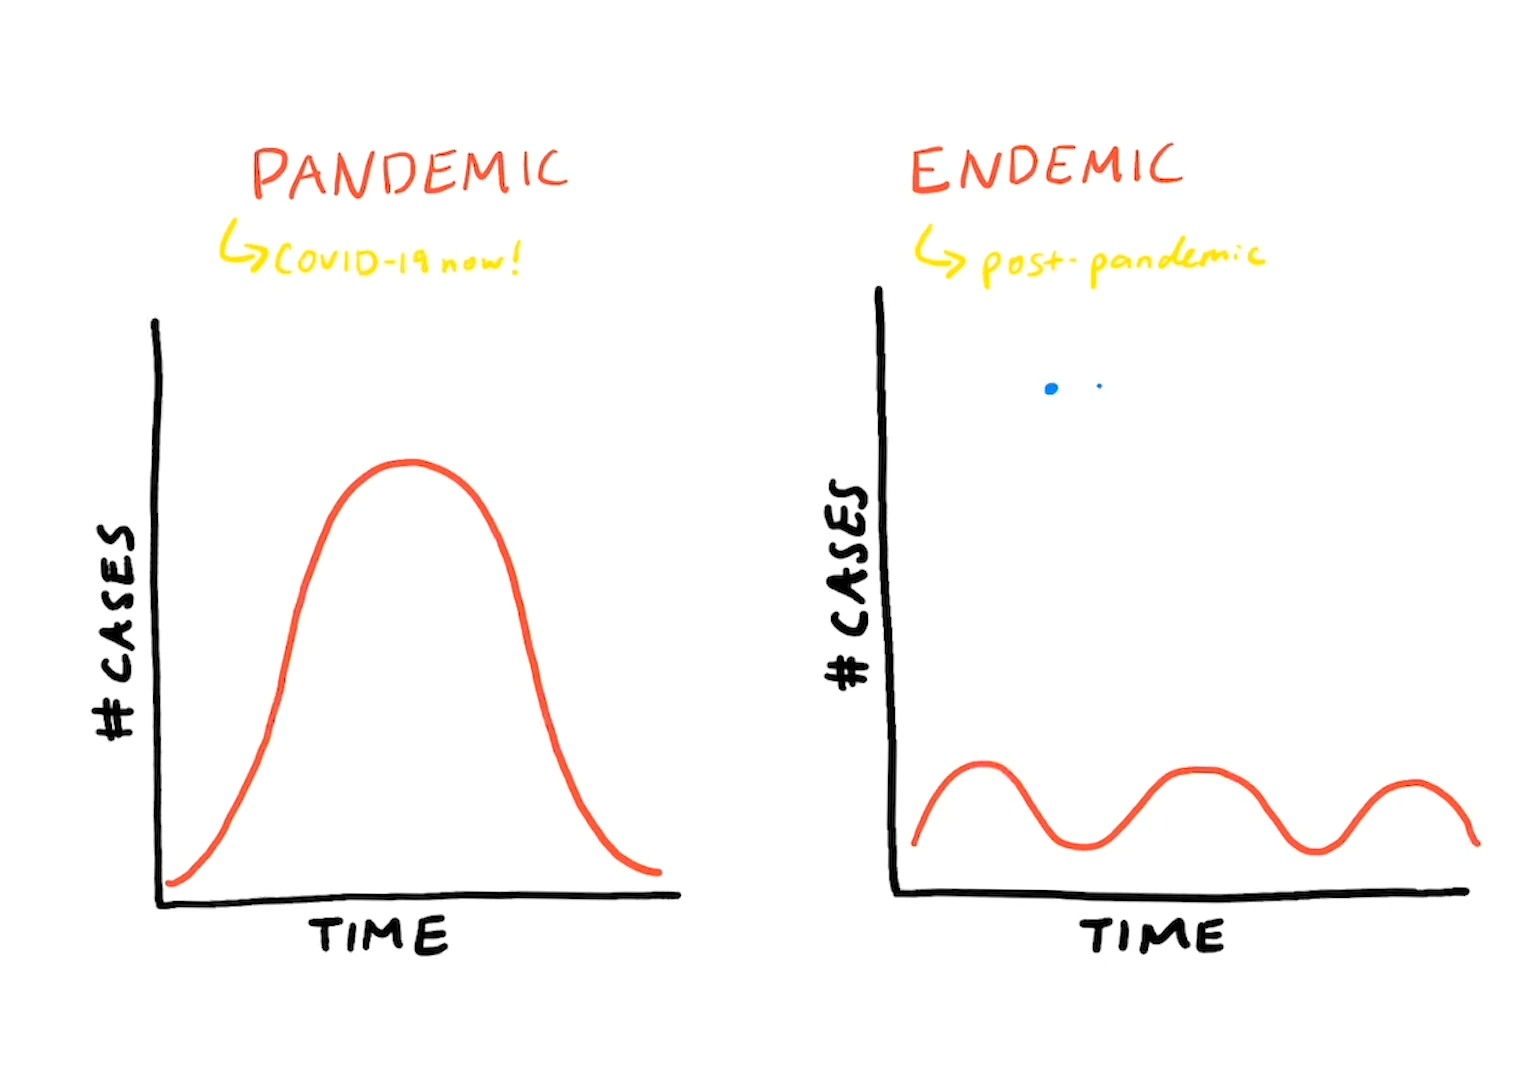 PANDEMIC
↳ COVID-19 now!
# CASES
TIME
ENDEMIC
↳ post-pandemic
# CASES
TIME